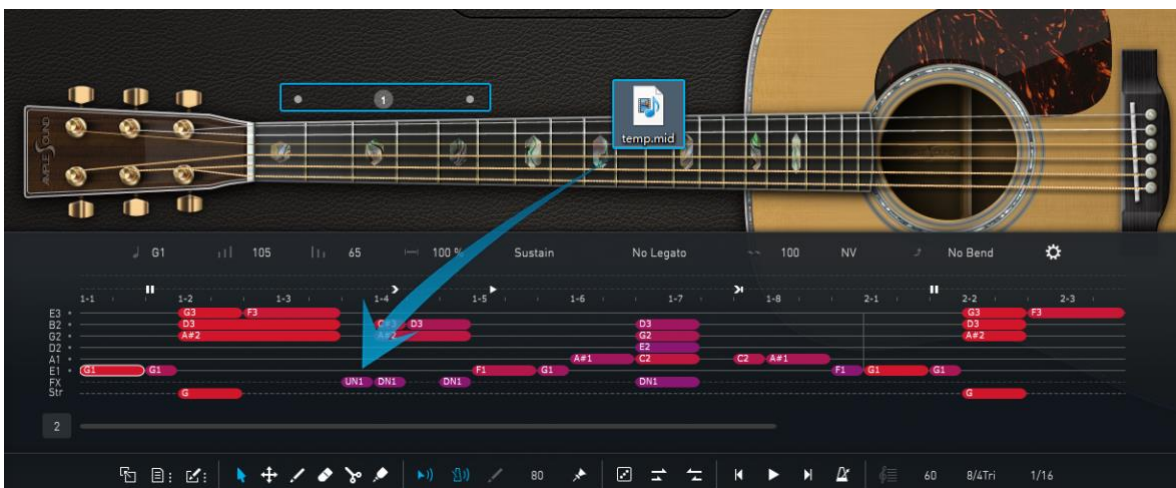 AMPLE SOUND
1
temp.mid
G1 105 65 100 % Sustain No Legato 100 NV No Bend
1-1 1-2 1-3 1-4 1-5 1-6 1-7 1-8 2-1 2-2 2-3
E3 G3 F3 G3 F3
B2 D3 D3 D3 D3
G2 A#2 A#2 G2 A#2
D2 E2
A1 A#1 C2 C2 A#1
E1 G1 G1 F1 G1 F1 G1 G1
FX UN1 DN1 DN1 DN1
Str G G
2
80 60 8/4Tri 1/16